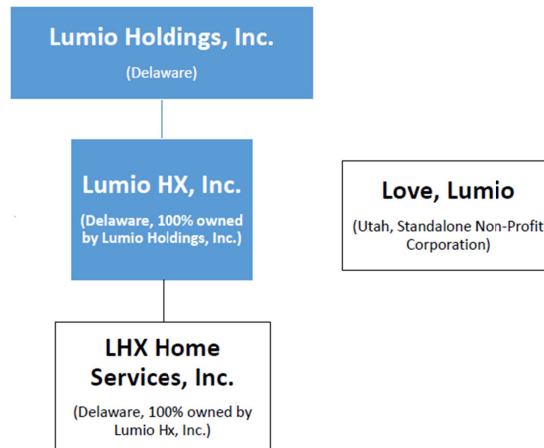 Lumio Holdings, Inc.
(Delaware)
Lumio HX, Inc.
(Delaware, 100% owned
by Lumio Holdings, Inc.)
Love, Lumio
(Utah, Standalone Non-Profit
Corporation)
LHX Home
Services, Inc.
(Delaware, 100% owned by
Lumio Hx, Inc.)